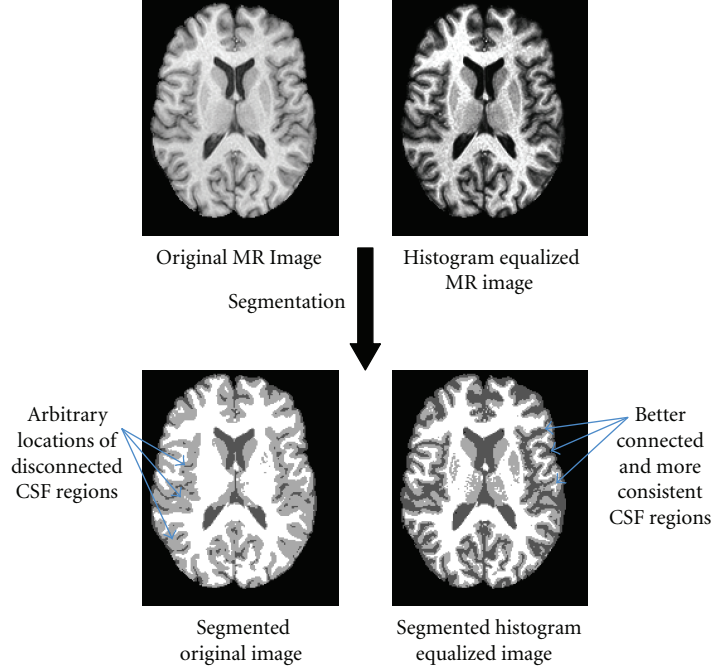 Original MR Image
Histogram equalized
MR image
Segmentation
Arbitrary
locations of
disconnected
CSF regions
Better
connected
and more
consistent
CSF regions
Segmented
original image
Segmented histogram
equalized image